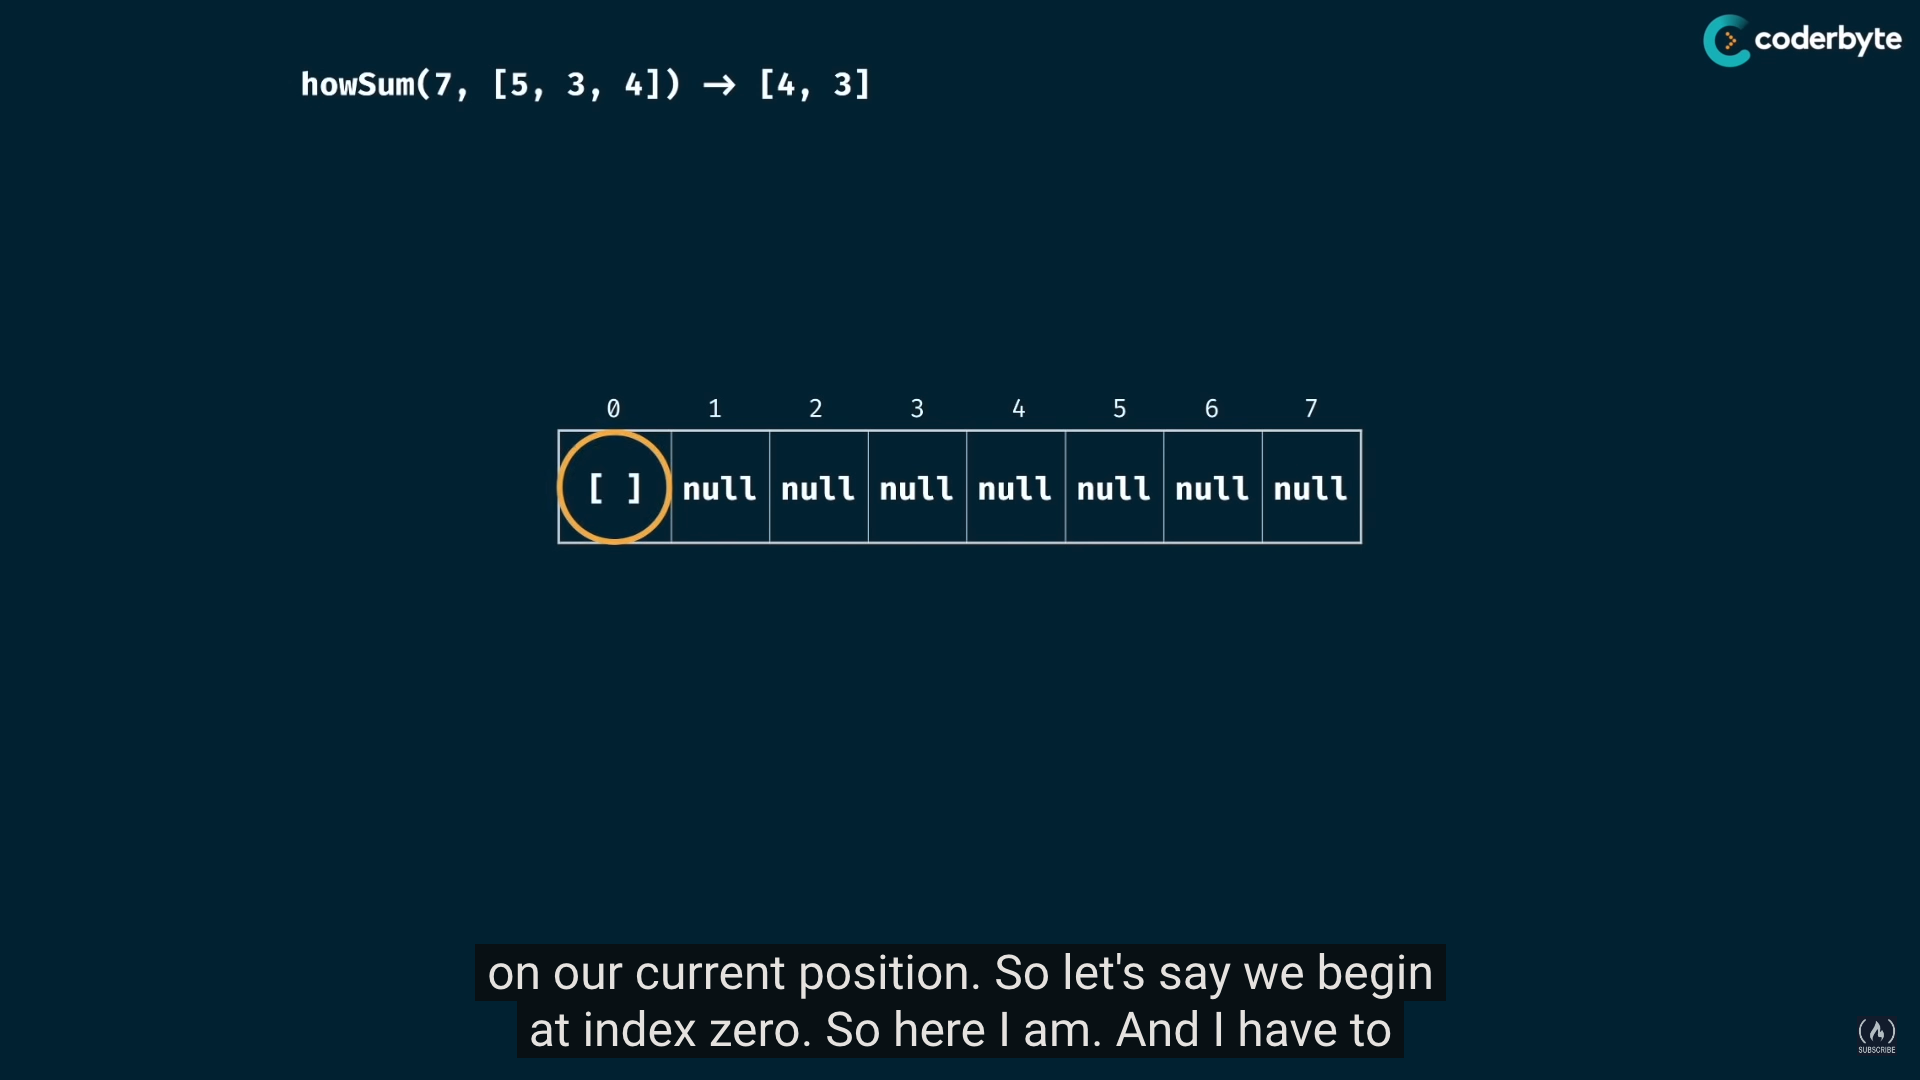 coderbyte
howSum(7, [5, 3, 4]) → [4, 3]
0 1 2 3 4 5 6 7
[ ] null null null null null null null
on our current position. So let's say we begin
at index zero. So here I am. And I have to
SUBSCRIBE